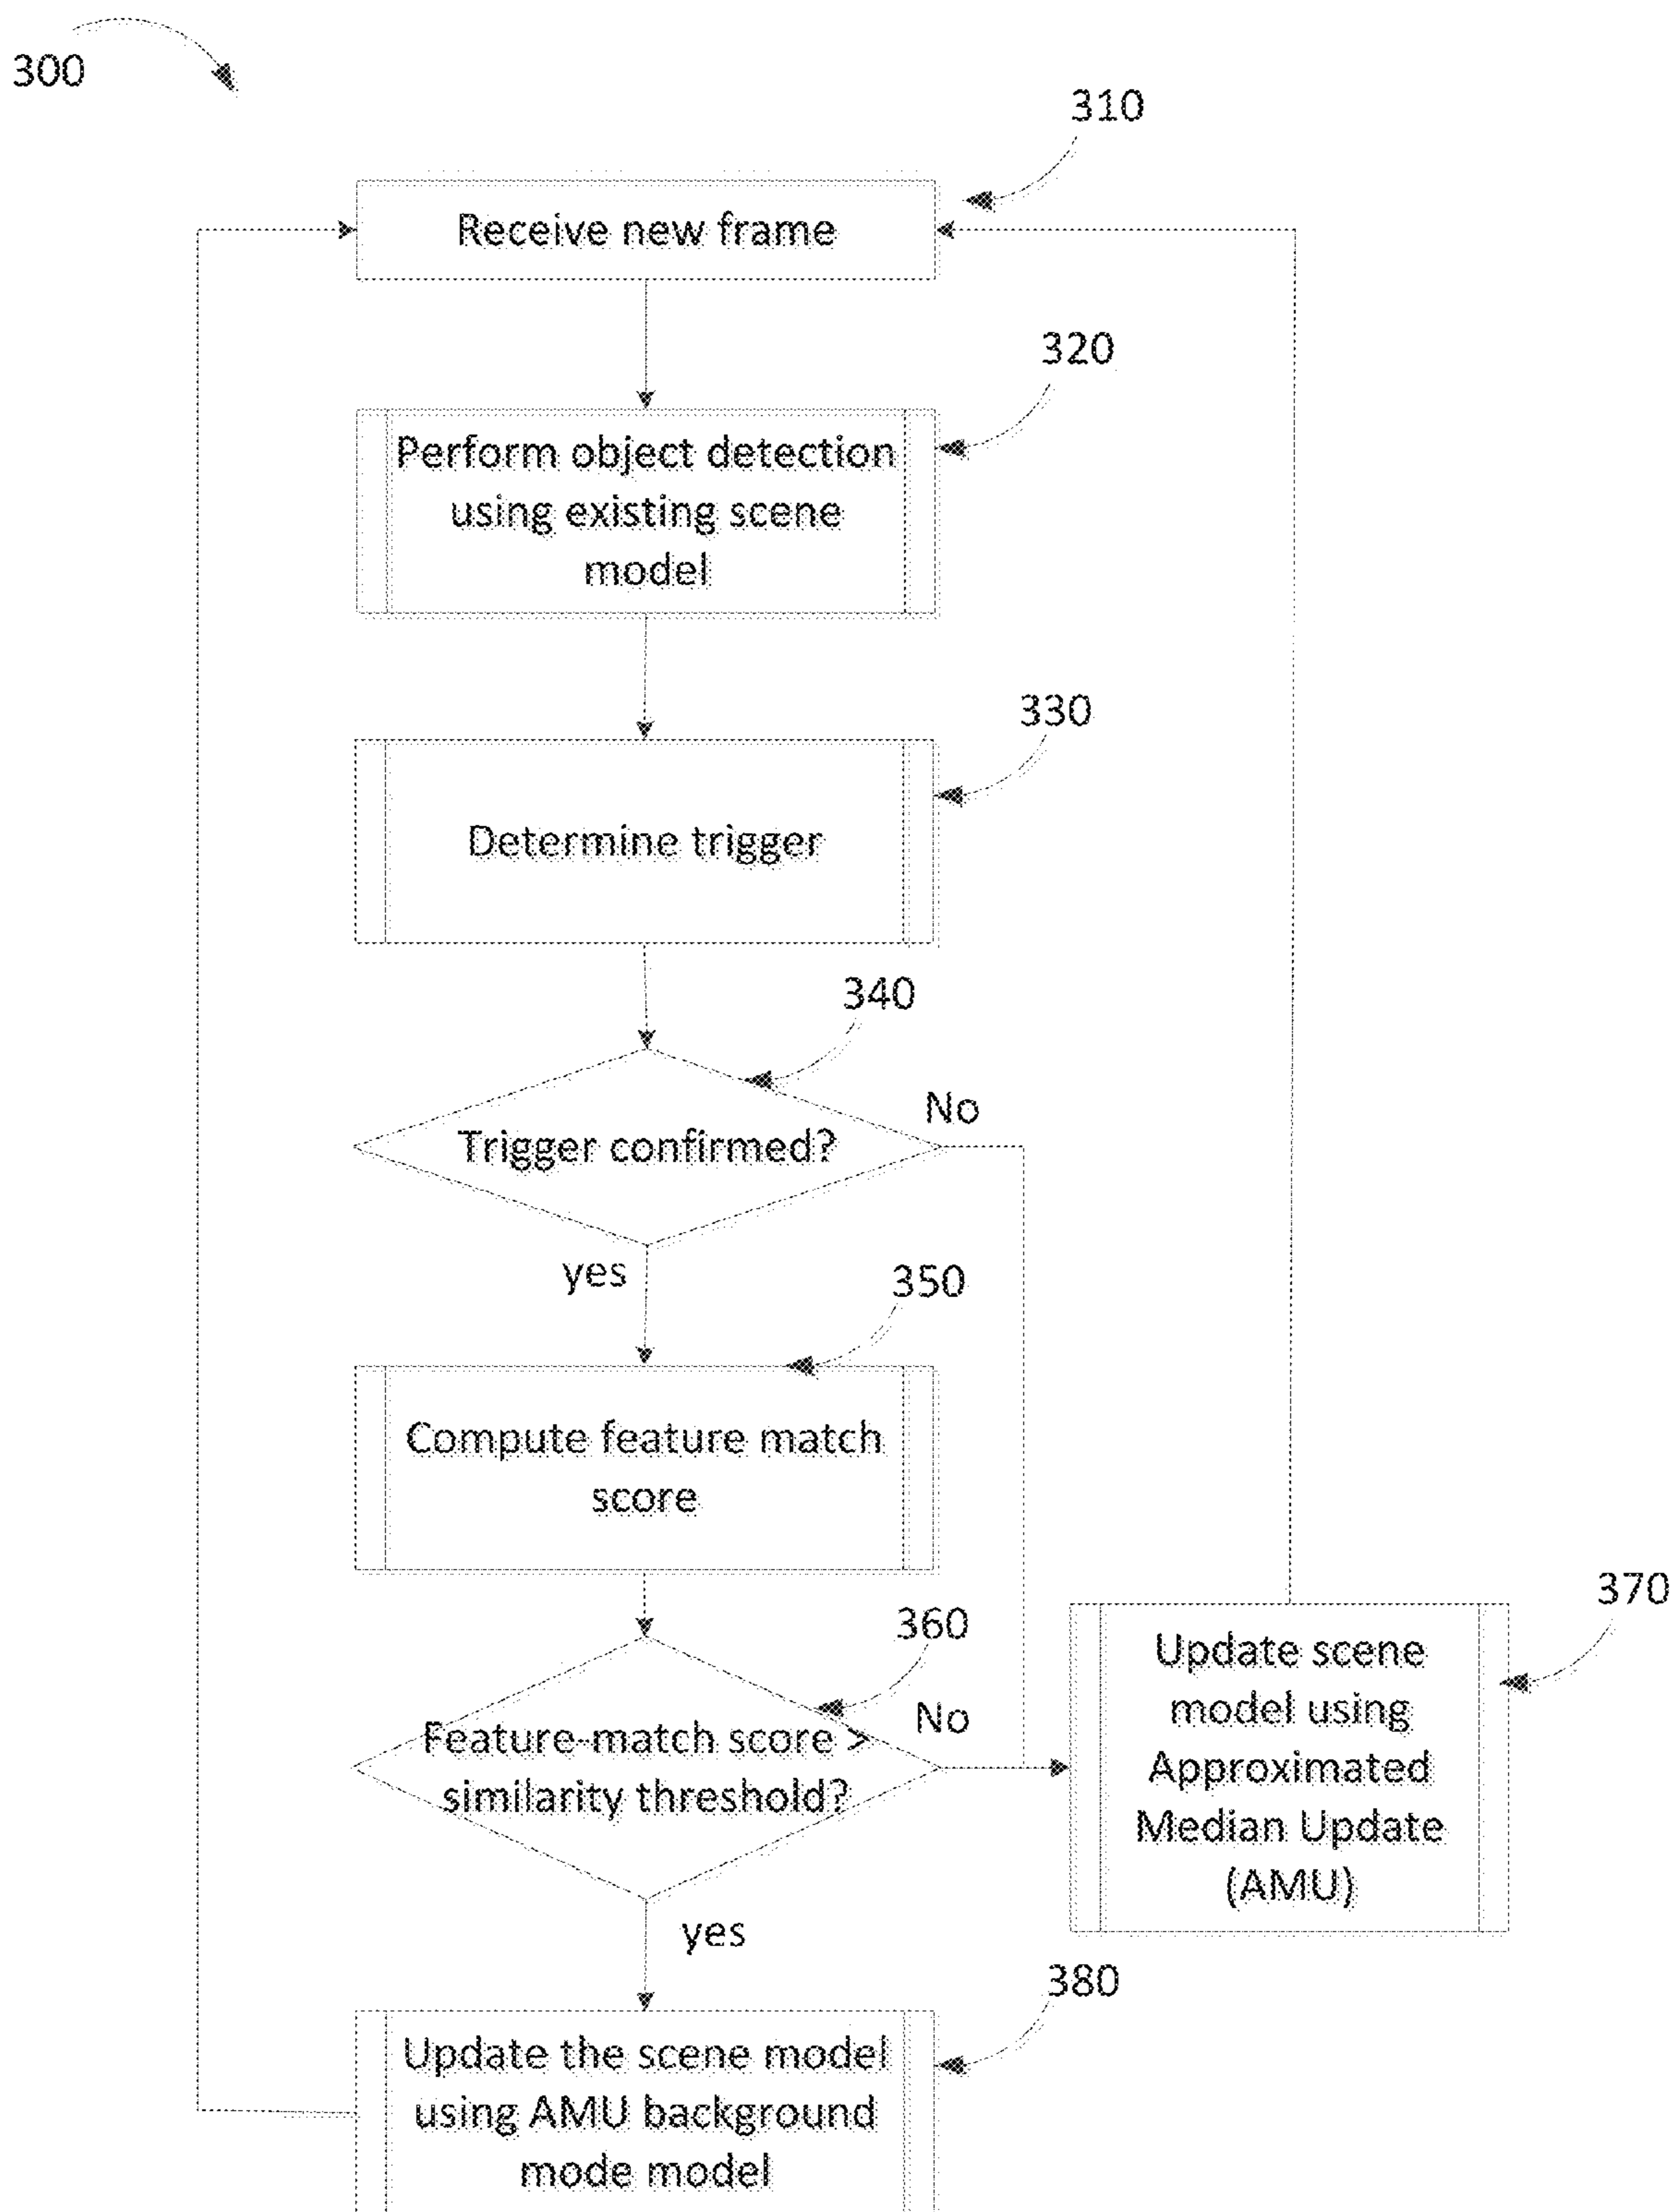 300
310
Receive new frame
320
Perform object detection
using existing scene
model
330
Determine trigger
340
No
Trigger confirmed?
yes
350
Compute feature match
score
360
No
Feature-match score >
similarity threshold?
370
Update scene
model using
Approximated
Median Update
(AMU)
yes
380
Update the scene model
using AMU background
mode model